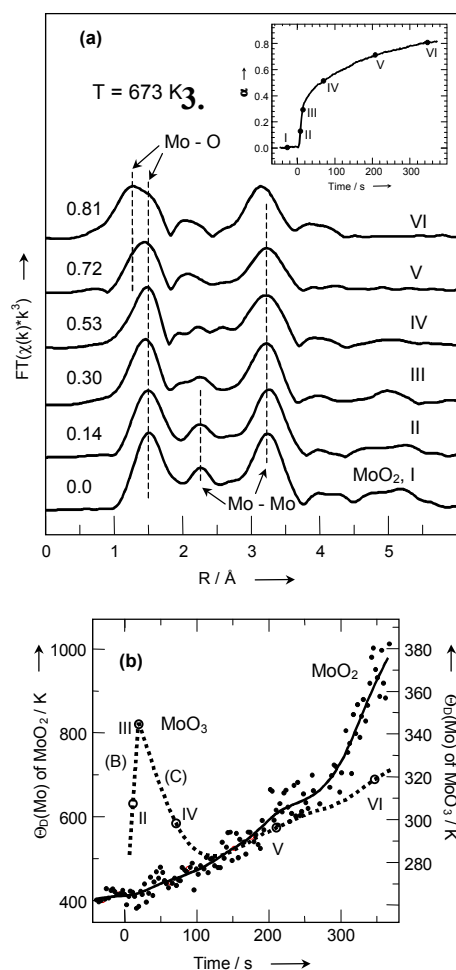 (a)
T = 673 K 3.
Mo - O
α →
0.8
0.6
0.4
0.2
0.0
I
II
III
IV
V
VI
0 100 200 300
Time / s →
FT(χ(k)*k³) →
0.81 VI
0.72 V
0.53 IV
0.30 III
0.14 II
0.0 MoO₂, I
Mo - Mo
0 1 2 3 4 5
R / Å →
(b)
Θ_D(Mo) of MoO₂ / K →
1000
800
600
400
MoO₂
III MoO₃
(B) (C)
II
IV
V
VI
380
360
340
320
300
280
Θ_D(Mo) of MoO₃ / K →
0 100 200 300
Time / s →